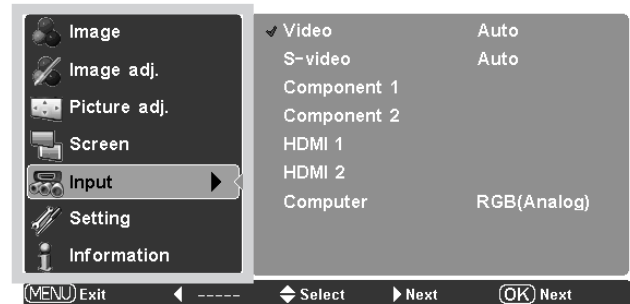 Image
Image adj.
Picture adj.
Screen
Input
Setting
Information
Video Auto
S-video Auto
Component 1
Component 2
HDMI 1
HDMI 2
Computer RGB(Analog)
MENU Exit ----- Select Next OK Next